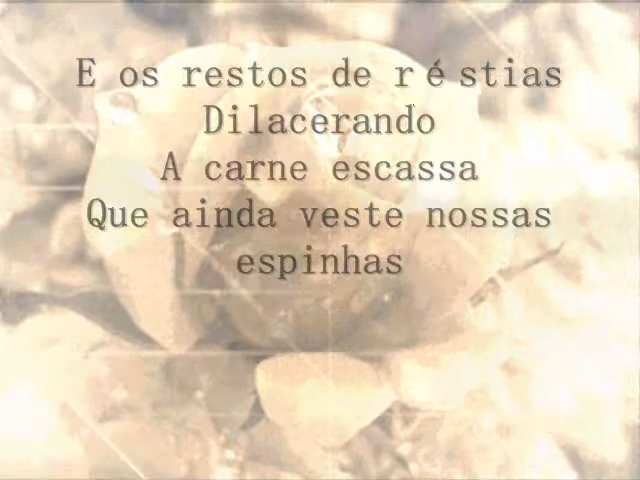 E os restos de réstias
Dilacerando
A carne escassa
Que ainda veste nossas
espinhas